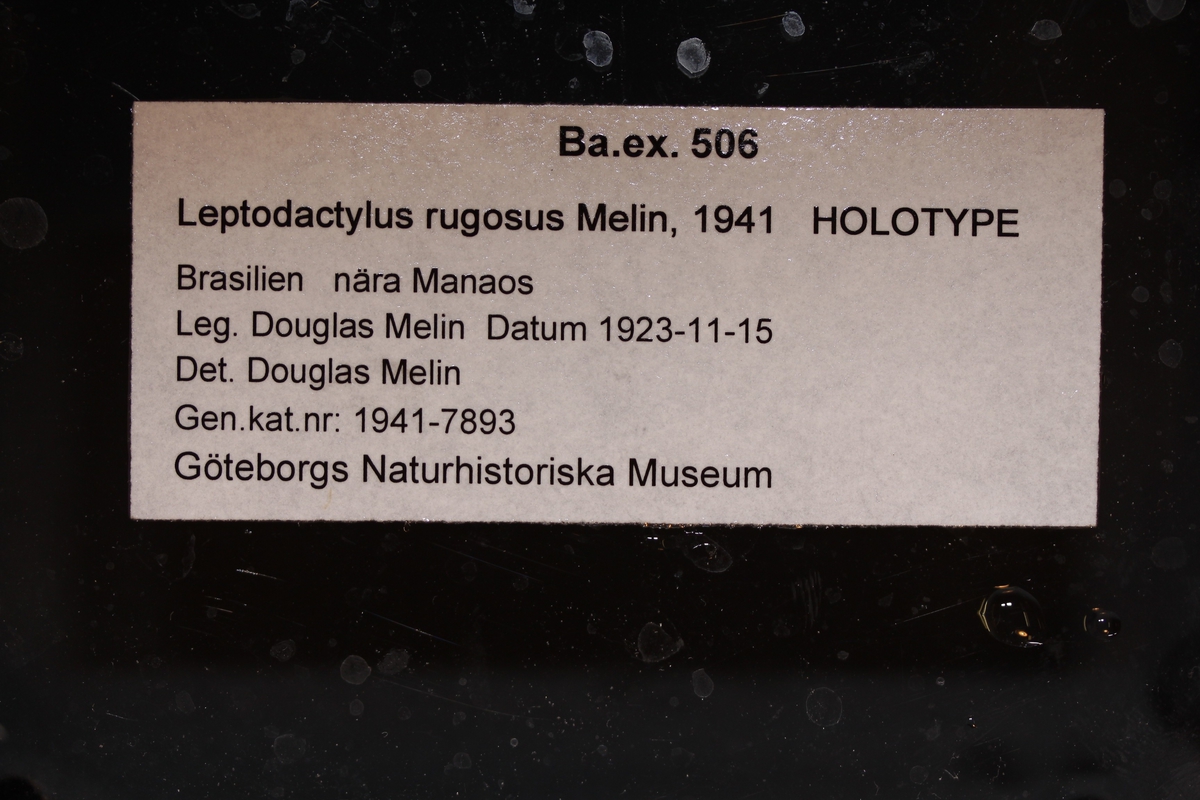 Ba.ex. 506
Leptodactylus rugosus Melin, 1941 HOLOTYPE
Brasilien nära Manaos
Leg. Douglas Melin Datum 1923-11-15
Det. Douglas Melin
Gen.kat.nr: 1941-7893
Göteborgs Naturhistoriska Museum